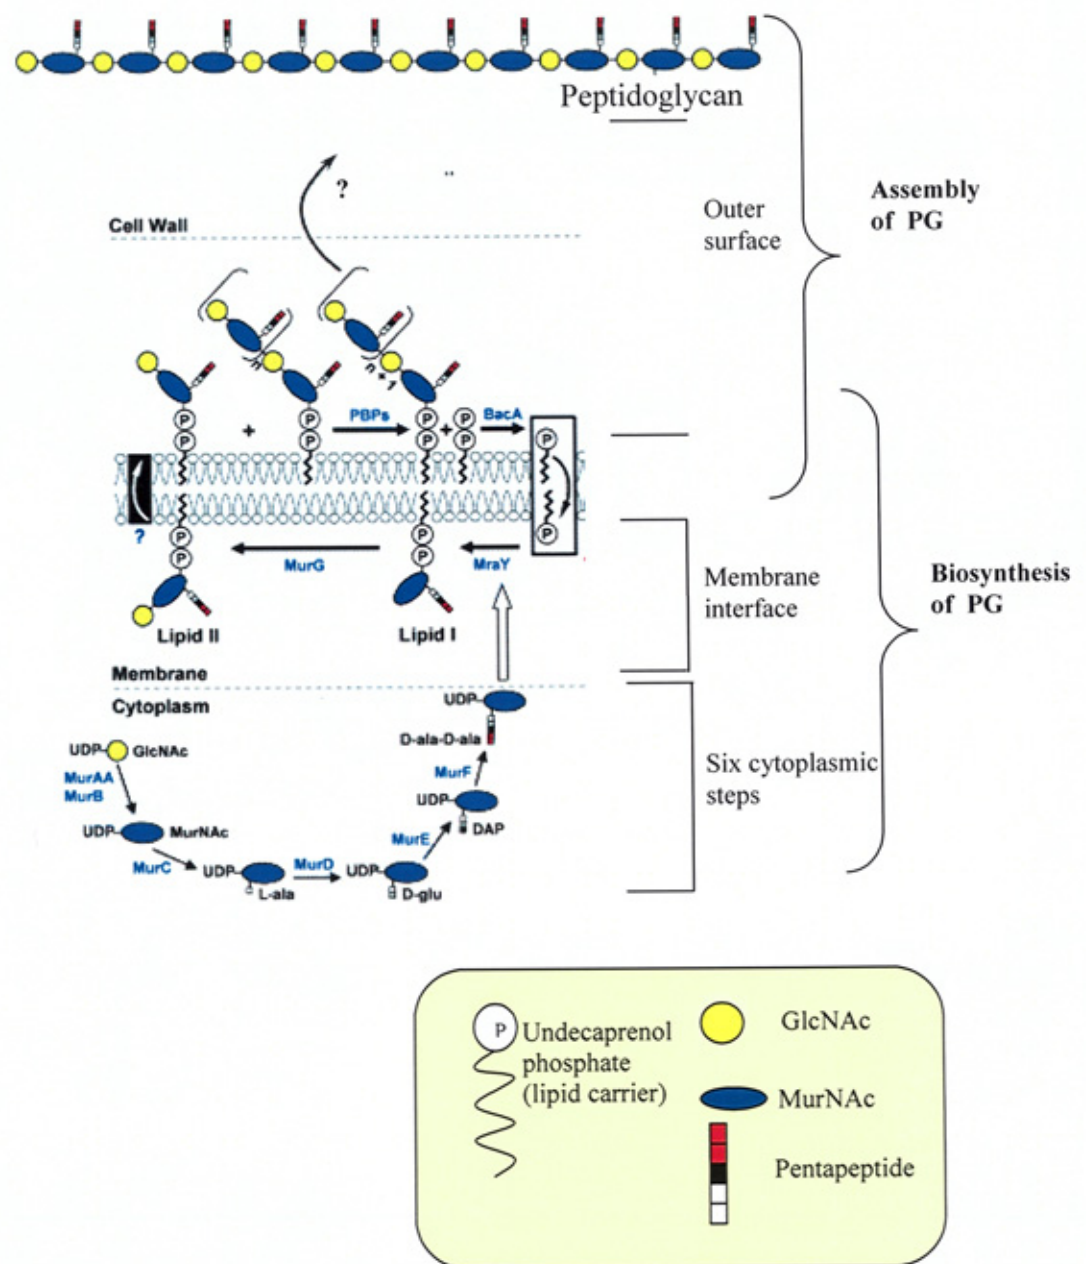 Peptidoglycan
?
Cell Wall
Outer
surface
Assembly
of PG
n
n + 1
P
P
P
P
P
P
P
P
+
PBPs
+
BacA
P
P
?
P
P
P
P
MurG
MraY
Lipid II
Lipid I
Membrane
interface
Biosynthesis
of PG
Membrane
Cytoplasm
UDP
D-ala-D-ala
UDP GlcNAc
MurAA
MurB
MurF
UDP
DAP
Six cytoplasmic
steps
UDP MurNAc
MurE
MurC
UDP
L-ala
MurD
UDP
D-glu
P
Undecaprenol
phosphate
(lipid carrier)
GlcNAc
MurNAc
Pentapeptide